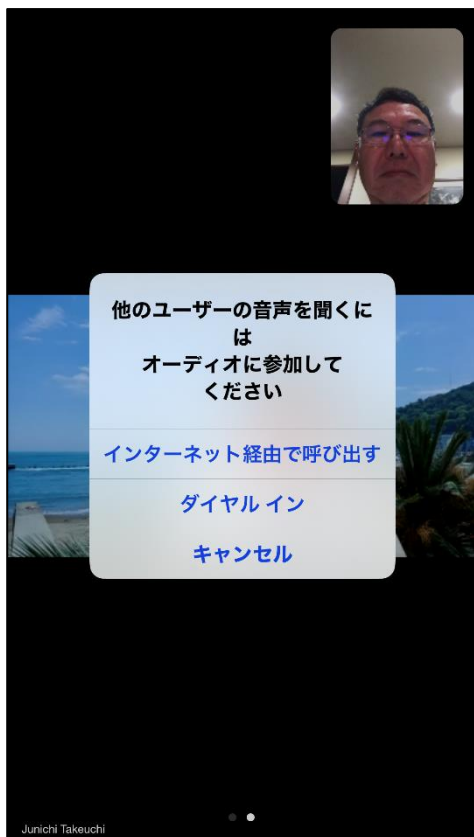 他のユーザーの音声を聞くに
は
オーディオに参加して
ください
インターネット経由で呼び出す
ダイヤル イン
キャンセル
Junichi Takeuchi